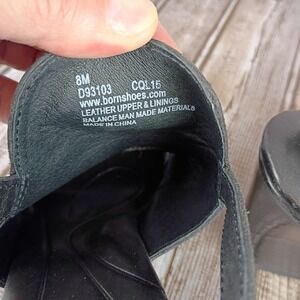 8M
D93103 CQL15
www.bornshoes.com
LEATHER UPPER & LININGS
BALANCE MAN MADE MATERIALS
MADE IN CHINA